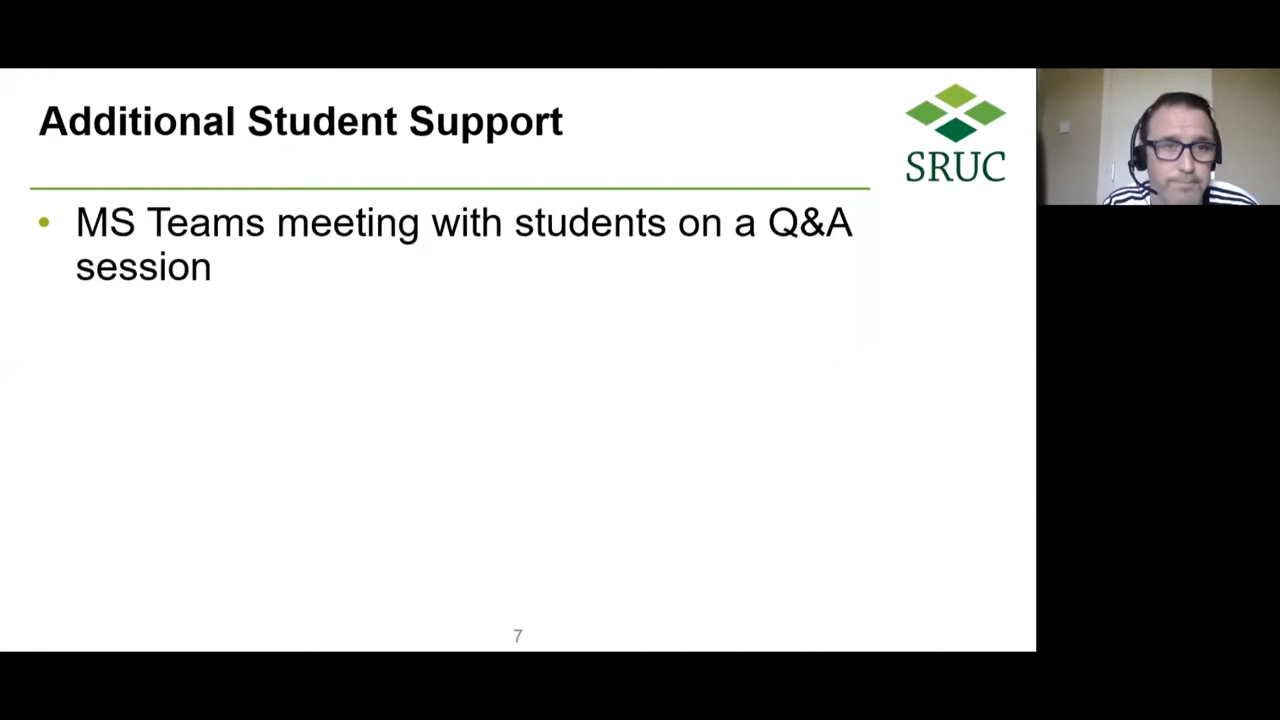 Additional Student Support
SRUC
• MS Teams meeting with students on a Q&A
session
7